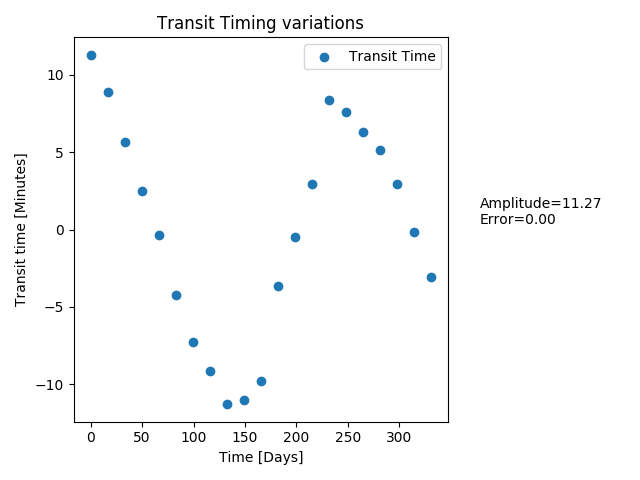 Transit Timing variations
Transit Time
Transit time [Minutes]
10
5
0
−5
−10
0
50
100
150
200
250
300
Time [Days]
Amplitude=11.27
Error=0.00